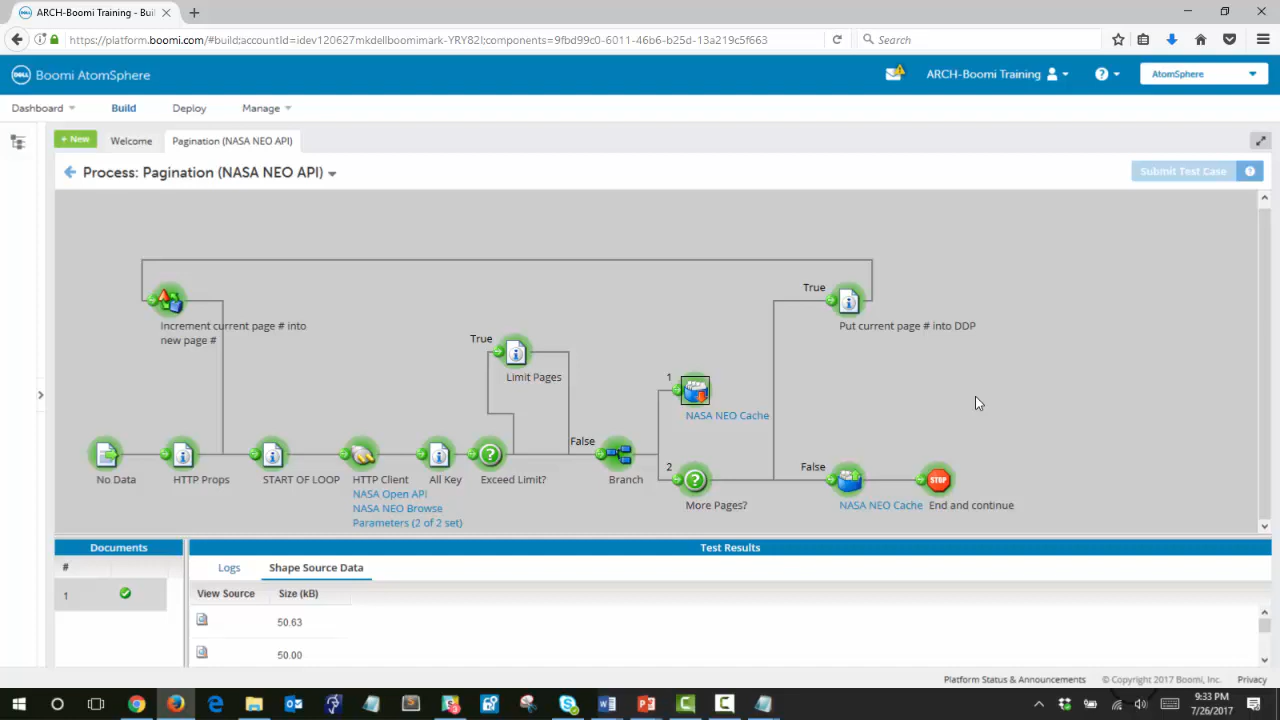 ARCH-Boomi Training - Buil
https://platform.boomi.com/#build;accountId=idev120627mkdellboomimark-YRY82I;components=9fbd99c0-6011-46b6-b25d-13a219c5f663
Search
DELL Boomi AtomSphere
ARCH-Boomi Training
AtomSphere
Dashboard Build Deploy Manage
+ New Welcome Pagination (NASA NEO API)
Process: Pagination (NASA NEO API)
Submit Test Case
True
Put current page # into DDP
Increment current page # into
new page #
True
Limit Pages
1
NASA NEO Cache
False
2
False
No Data
HTTP Props
START OF LOOP
HTTP Client
NASA Open API
NASA NEO Browse
Parameters (2 of 2 set)
All Key
Exceed Limit?
Branch
More Pages?
NASA NEO Cache
STOP
End and continue
Documents
Test Results
#
Logs Shape Source Data
1
View Source Size (kB)
50.63
50.00
Platform Status & Announcements © Copyright 2017 Boomi, Inc. Privacy
9:33 PM
7/26/2017